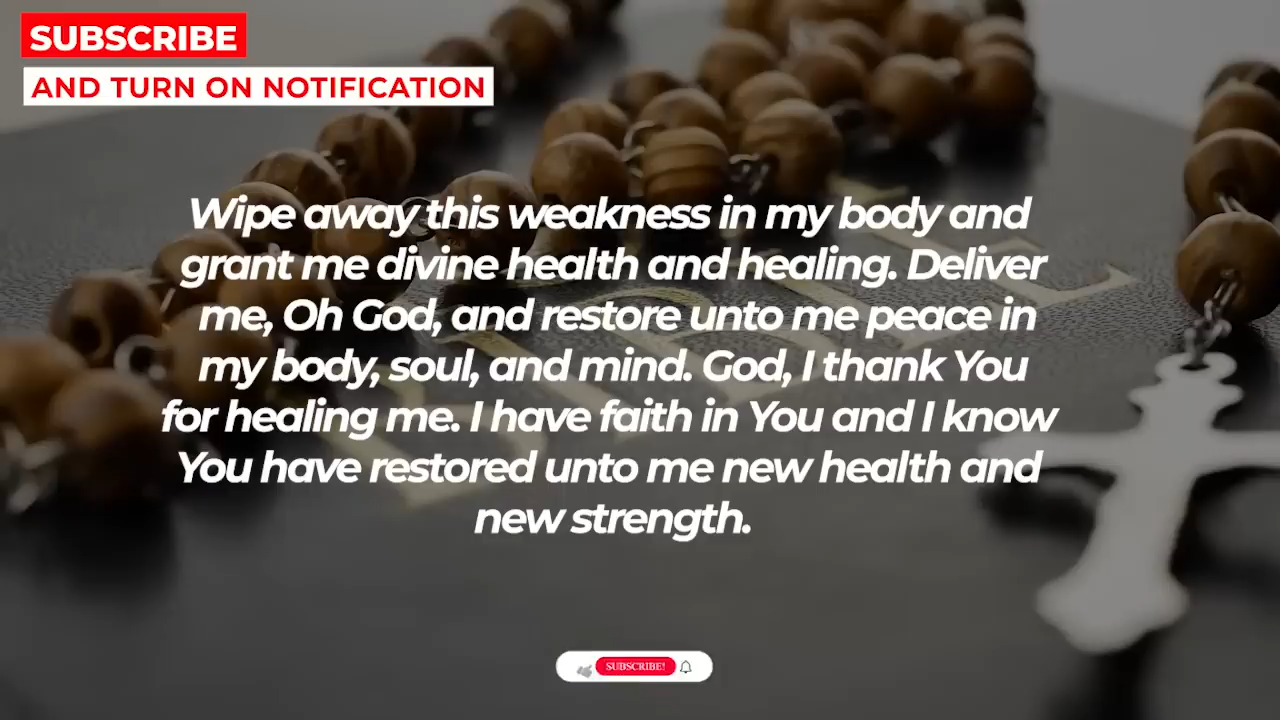 SUBSCRIBE
AND TURN ON NOTIFICATION
Wipe away this weakness in my body and
grant me divine health and healing. Deliver
me, Oh God, and restore unto me peace in
my body, soul, and mind. God, I thank You
for healing me. I have faith in You and I know
You have restored unto me new health and
new strength.
SUBSCRIBE!